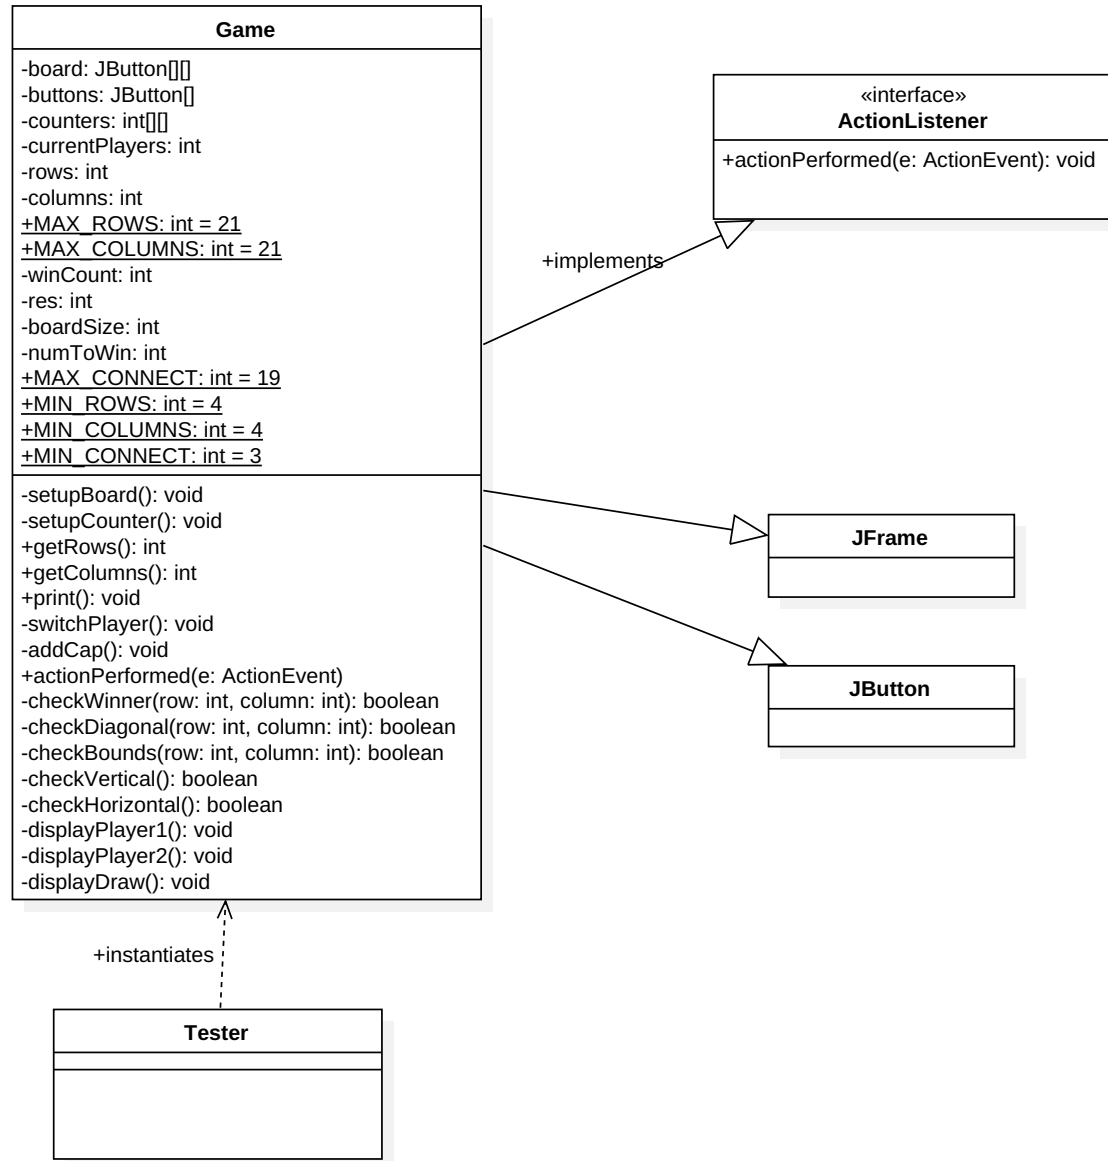 Game
-board: JButton[][]
-buttons: JButton[]
-counters: int[][]
-currentPlayers: int
-rows: int
-columns: int
+MAX_ROWS: int = 21
+MAX_COLUMNS: int = 21
-winCount: int
-res: int
-boardSize: int
-numToWin: int
+MAX_CONNECT: int = 19
+MIN_ROWS: int = 4
+MIN_COLUMNS: int = 4
+MIN_CONNECT: int = 3
-setupBoard(): void
-setupCounter(): void
+getRows(): int
+getColumns(): int
+print(): void
-switchPlayer(): void
-addCap(): void
+actionPerformed(e: ActionEvent)
-checkWinner(row: int, column: int): boolean
-checkDiagonal(row: int, column: int): boolean
-checkBounds(row: int, column: int): boolean
-checkVertical(): boolean
-checkHorizontal(): boolean
-displayPlayer1(): void
-displayPlayer2(): void
-displayDraw(): void
«interface»
ActionListener
+actionPerformed(e: ActionEvent): void
+implements
JFrame
JButton
+instantiates
Tester